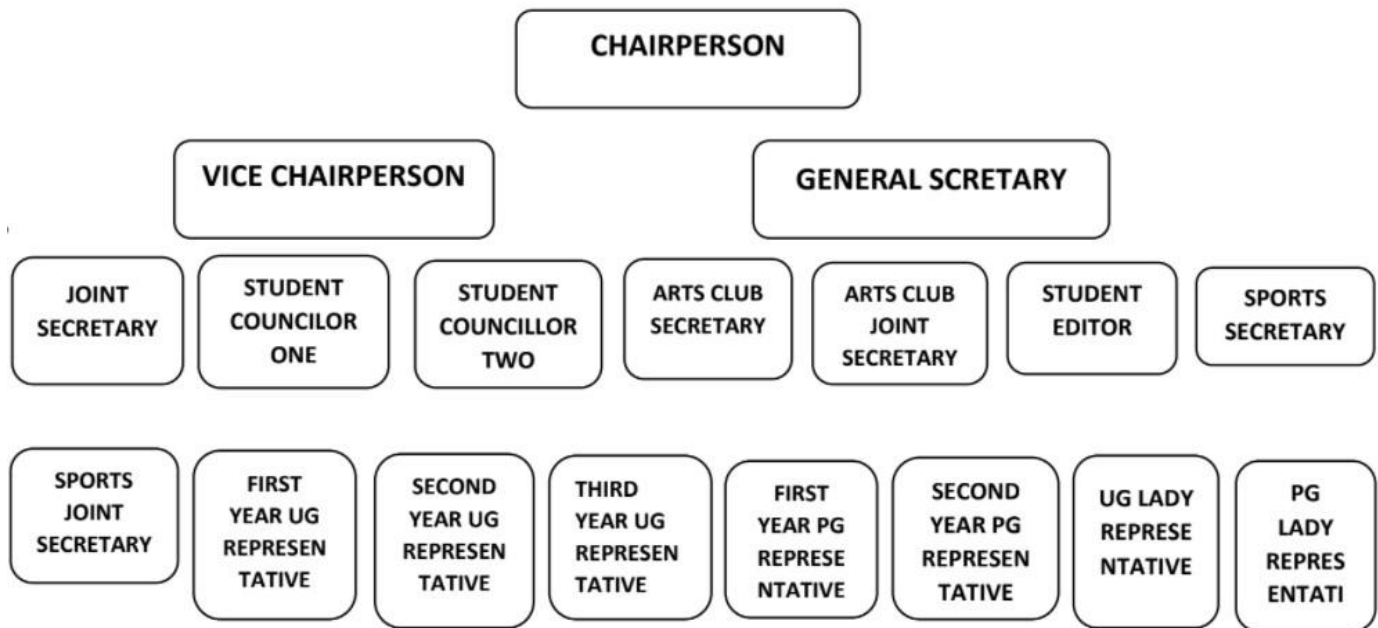 CHAIRPERSON
VICE CHAIRPERSON
GENERAL SCRETARY
JOINT
SECRETARY
STUDENT
COUNCILOR
ONE
STUDENT
COUNCILLOR
TWO
ARTS CLUB
SECRETARY
ARTS CLUB
JOINT
SECRETARY
STUDENT
EDITOR
SPORTS
SECRETARY
SPORTS
JOINT
SECRETARY
FIRST
YEAR UG
REPRESEN
TATIVE
SECOND
YEAR UG
REPRESEN
TATIVE
THIRD
YEAR UG
REPRESEN
TATIVE
FIRST
YEAR PG
REPRESE
NTATIVE
SECOND
YEAR PG
REPRESEN
TATIVE
UG LADY
REPRESE
NTATIVE
PG
LADY
REPRES
ENTATI